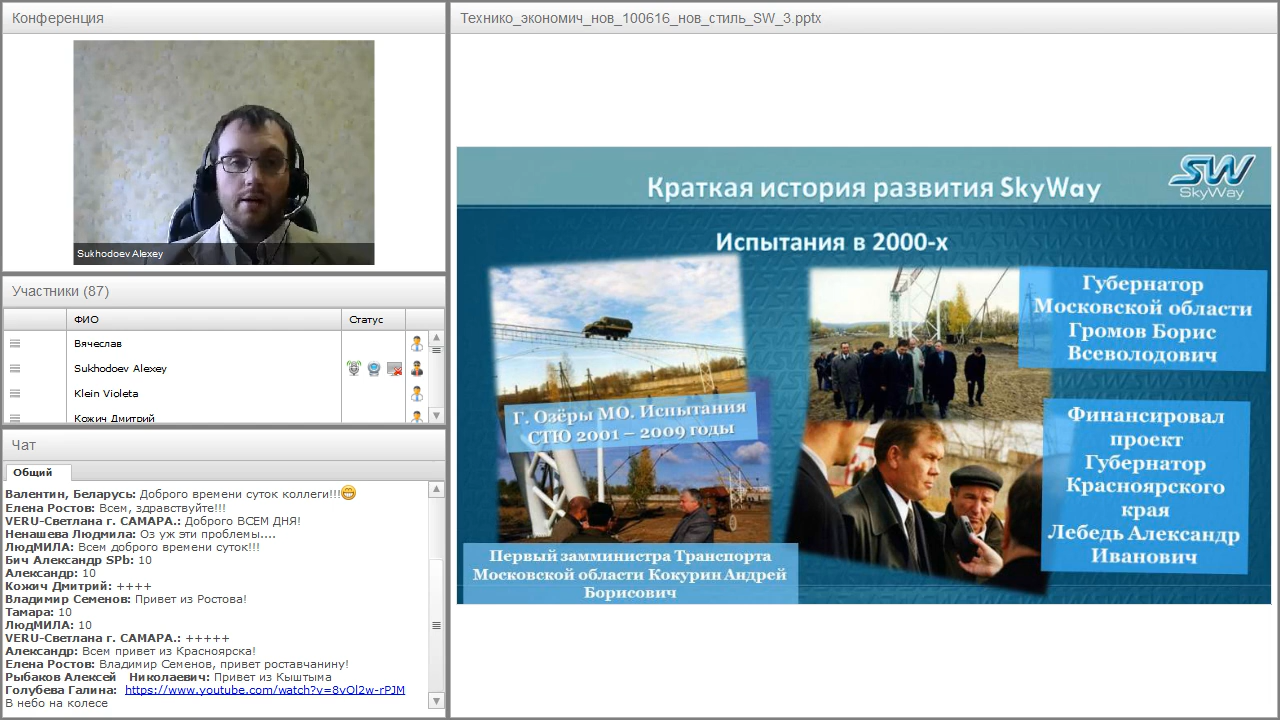 Конференция
Sukhodoev Alexey
Участники (87)
ФИО
Статус
Вячеслав
Sukhodoev Alexey
Klein Violeta
Кожич Дмитрий
Чат
Общий
Валентин, Беларусь: Доброго времени суток коллеги!!!
Елена Ростов: Всем, здравствуйте!!!
VERU-Светлана г. САМАРА.: Доброго ВСЕМ ДНЯ!
Ненашева Людмила: Оз уж эти проблемы....
ЛюдМИЛА: Всем доброго времени суток!!!
Бич Александр SPb: 10
Александр: 10
Кожич Дмитрий: ++++
Владимир Семенов: Привет из Ростова!
Тамара: 10
ЛюдМИЛА: 10
VERU-Светлана г. САМАРА.: +++++
Александр: Всем привет из Красноярска!
Елена Ростов: Владимир Семенов, привет роставчанину!
Рыбаков Алексей Николаевич: Привет из Кыштыма
Голубева Галина: https://www.youtube.com/watch?v=8vOl2w-rPJM
В небо на колесе
Технико_экономич_нов_100616_нов_стиль_SW_3.pptx
Краткая история развития SkyWay
SW
SkyWay
Испытания в 2000-х
Г. Озёры МО. Испытания
СТЮ 2001 – 2009 годы
Первый замминистра Транспорта
Московской области Кокурин Андрей
Борисович
Губернатор
Московской области
Громов Борис
Всеволодович
Финансировал
проект
Губернатор
Красноярского
края
Лебедь Александр
Иванович